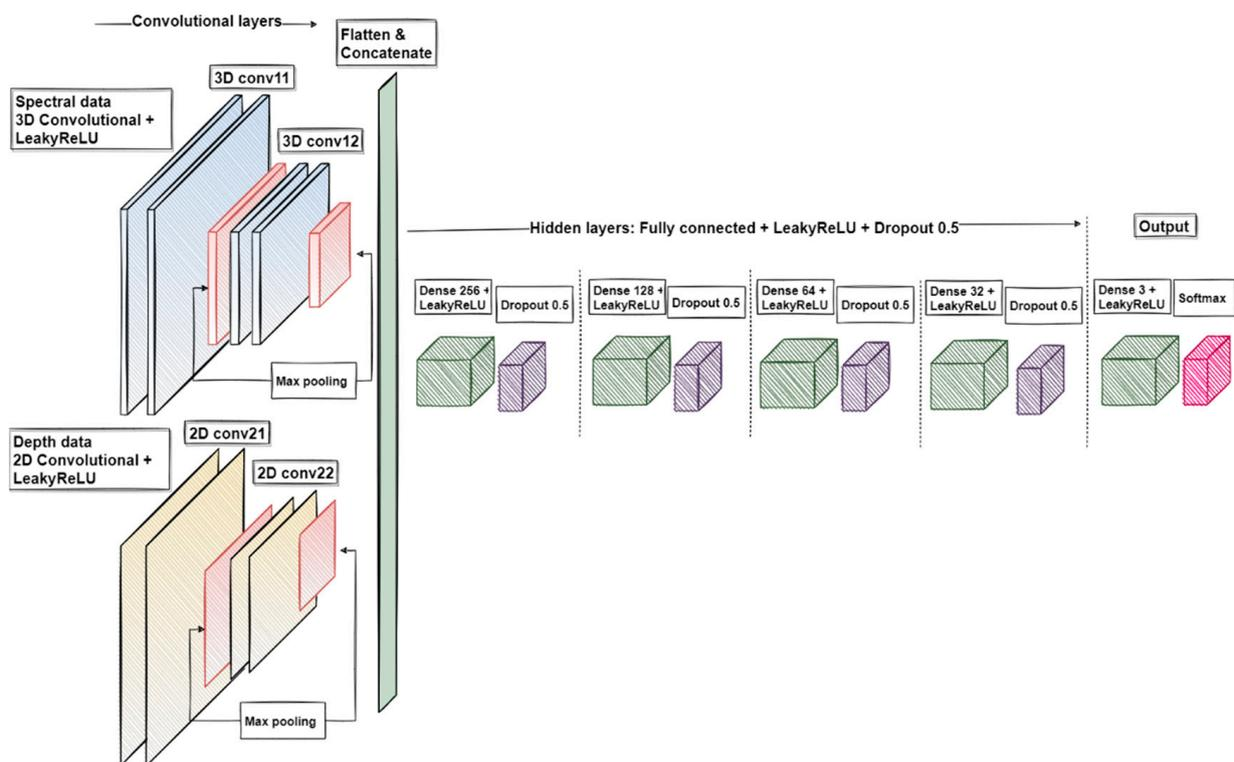 Convolutional layers
Flatten &
Concatenate
3D conv11
Spectral data
3D Convolutional +
LeakyReLU
3D conv12
Max pooling
Depth data
2D Convolutional +
LeakyReLU
2D conv21
2D conv22
Max pooling
Hidden layers: Fully connected + LeakyReLU + Dropout 0.5
Output
Dense 256 +
LeakyReLU
Dropout 0.5
Dense 128 +
LeakyReLU
Dropout 0.5
Dense 64 +
LeakyReLU
Dropout 0.5
Dense 32 +
LeakyReLU
Dropout 0.5
Dense 3 +
LeakyReLU
Softmax